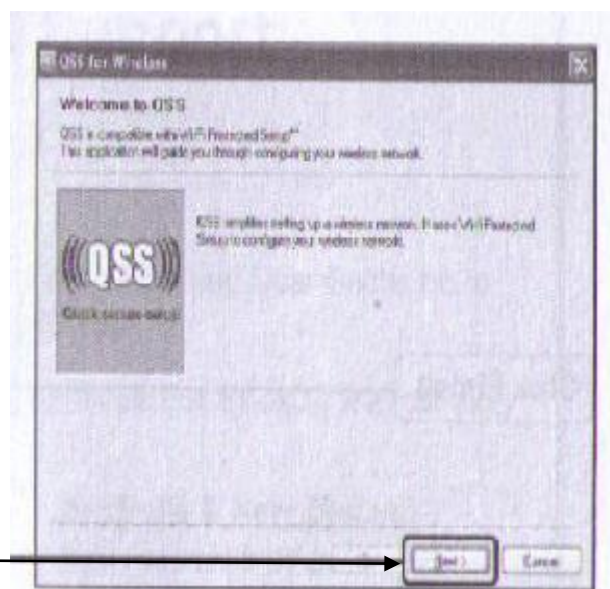 QSS for Wireless
Welcome to QSS
QSS is compatible with Wi-Fi Protected Setup™
This application will guide you through configuring your wireless network.
QSS simplifies setting up a wireless network. It uses Wi-Fi Protected
Setup to configure your wireless network.
((QSS))
Quick secure setup
Click Finish
Next >
Cancel